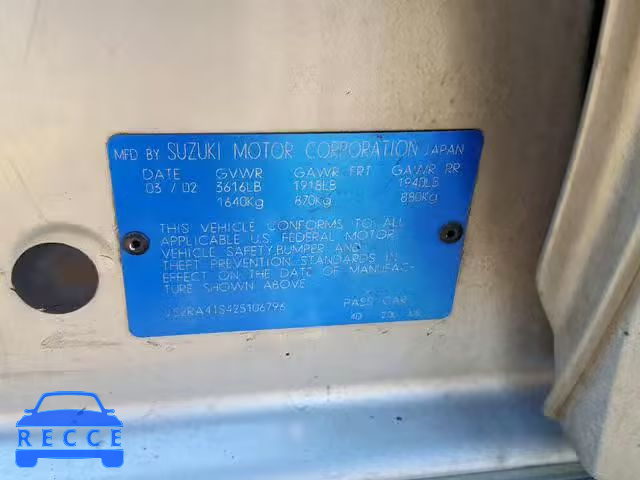 MFD BY SUZUKI MOTOR CORPORATION JAPAN
DATE GVWR GAWR FRT GAWR RR
03 / 02 3616LB 1918LB 1940LB
1640Kg 870Kg 880Kg
THIS VEHICLE CONFORMS TO ALL
APPLICABLE U.S. FEDERAL MOTOR
VEHICLE SAFETY,BUMPER AND
THEFT PREVENTION STANDARDS IN
EFFECT ON THE DATE OF MANUFAC-
TURE SHOWN ABOVE
JS2RA41S425106796 PASS CAR
RECCE